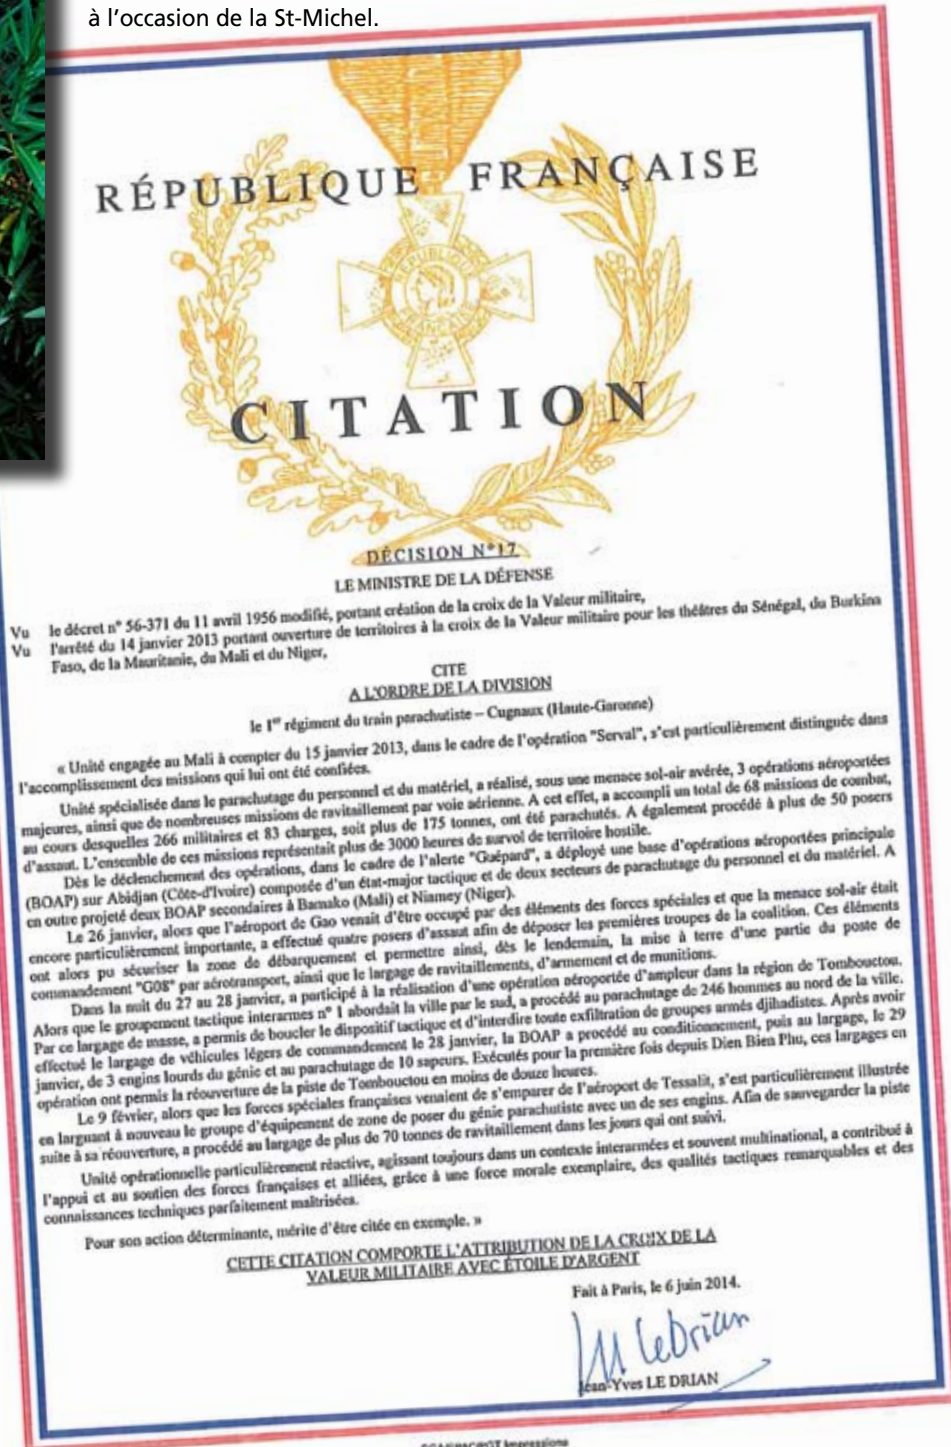 à l'occasion de la St-Michel.
RÉPUBLIQUE FRANÇAISE
RÉPUBLIQUE
FRANÇAISE
CITATION
DÉCISION N°17
LE MINISTRE DE LA DÉFENSE
Vu le décret n° 56-371 du 11 avril 1956 modifié, portant création de la croix de la Valeur militaire,
Vu l'arrêté du 14 janvier 2013 portant ouverture de territoires à la croix de la Valeur militaire pour les théâtres du Sénégal, du Burkina
Faso, de la Mauritanie, du Mali et du Niger,
CITE
A L'ORDRE DE LA DIVISION
le 1er régiment du train parachutiste – Cugnaux (Haute-Garonne)
« Unité engagée au Mali à compter du 15 janvier 2013, dans le cadre de l'opération "Serval", s'est particulièrement distinguée dans
l'accomplissement des missions qui lui ont été confiées.
Unité spécialisée dans le parachutage du personnel et du matériel, a réalisé, sous une menace sol-air avérée, 3 opérations aéroportées
majeures, ainsi que de nombreuses missions de ravitaillement par voie aérienne. A cet effet, a accompli un total de 68 missions de combat,
au cours desquelles 266 militaires et 83 charges, soit plus de 175 tonnes, ont été parachutés. A également procédé à plus de 50 posers
d'assaut. L'ensemble de ces missions représentait plus de 3000 heures de survol de territoire hostile.
Dès le déclenchement des opérations, dans le cadre de l'alerte "Guépard", a déployé une base d'opérations aéroportées principale
(BOAP) sur Abidjan (Côte-d'Ivoire) composée d'un état-major tactique et de deux secteurs de parachutage du personnel et du matériel. A
en outre projeté deux BOAP secondaires à Bamako (Mali) et Niamey (Niger).
Le 26 janvier, alors que l'aéroport de Gao venait d'être occupé par des éléments des forces spéciales et que la menace sol-air était
encore particulièrement importante, a effectué quatre posers d'assaut afin de déposer les premières troupes de la coalition. Ces éléments
ont alors pu sécuriser la zone de débarquement et permettre ainsi, dès le lendemain, la mise à terre d'une partie du poste de
commandement "G08" par aérotransport, ainsi que le largage de ravitaillements, d'armement et de munitions.
Dans la nuit du 27 au 28 janvier, a participé à la réalisation d'une opération aéroportée d'ampleur dans la région de Tombouctou.
Alors que le groupement tactique interarmes n° 1 abordait la ville par le sud, a procédé au parachutage de 246 hommes au nord de la ville.
Par ce largage de masse, a permis de boucler le dispositif tactique et d'interdire toute exfiltration de groupes armés djihadistes. Après avoir
effectué le largage de véhicules légers de commandement le 28 janvier, la BOAP a procédé au conditionnement, puis au largage, le 29
janvier, de 3 engins lourds du génie et au parachutage de 10 sapeurs. Exécutés pour la première fois depuis Dien Bien Phu, ces largages en
opération ont permis la réouverture de la piste de Tombouctou en moins de douze heures.
Le 9 février, alors que les forces spéciales françaises venaient de s'emparer de l'aéroport de Tessalit, s'est particulièrement illustrée
en larguant à nouveau le groupe d'équipement de zone de poser du génie parachutiste avec un de ses engins. Afin de sauvegarder la piste
suite à sa réouverture, a procédé au largage de plus de 70 tonnes de ravitaillement dans les jours qui ont suivi.
Unité opérationnelle particulièrement réactive, agissant toujours dans un contexte interarmées et souvent multinational, a contribué à
l'appui et au soutien des forces françaises et alliées, grâce à une force morale exemplaire, des qualités tactiques remarquables et des
connaissances techniques parfaitement maîtrisées.
Pour son action déterminante, mérite d'être citée en exemple. »
CETTE CITATION COMPORTE L'ATTRIBUTION DE LA CROIX DE LA
VALEUR MILITAIRE AVEC ÉTOILE D'ARGENT
Fait à Paris, le 6 juin 2014.
LeDrian
Jean-Yves LE DRIAN